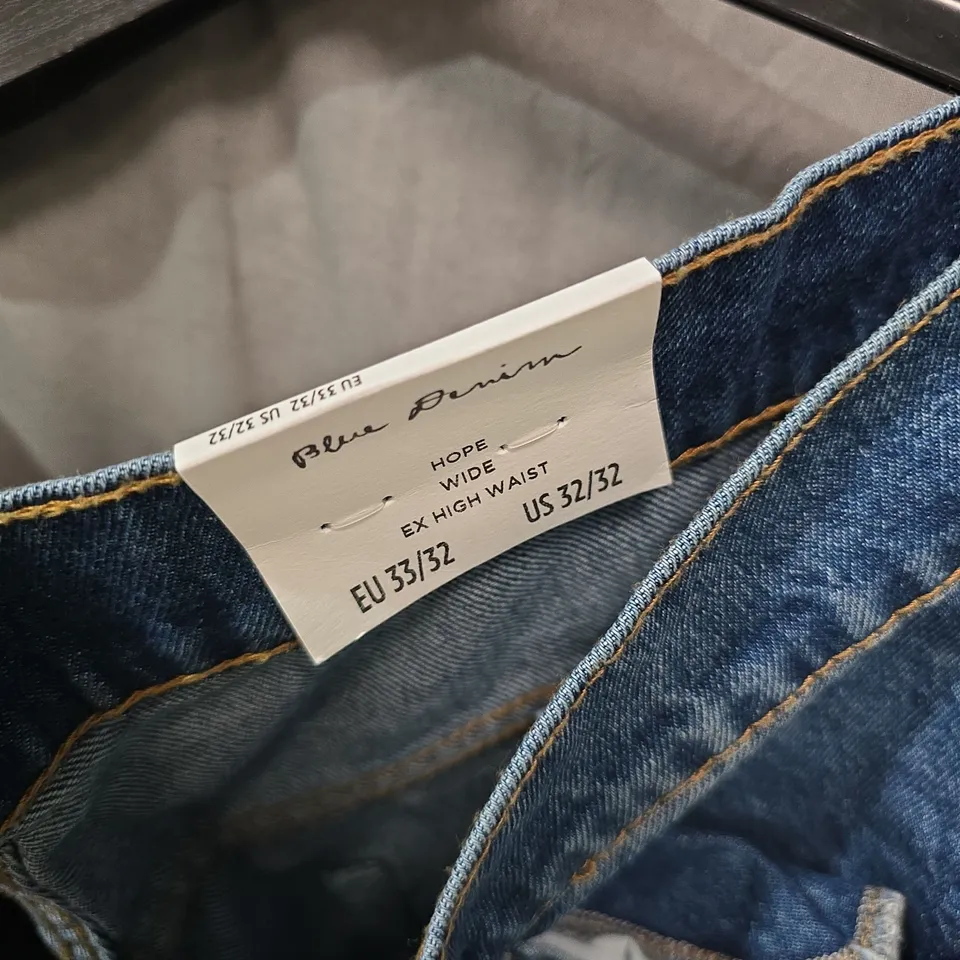 EU 33/32 US 32/32
Blue Denim
HOPE
WIDE
EX HIGH WAIST
EU 33/32 US 32/32